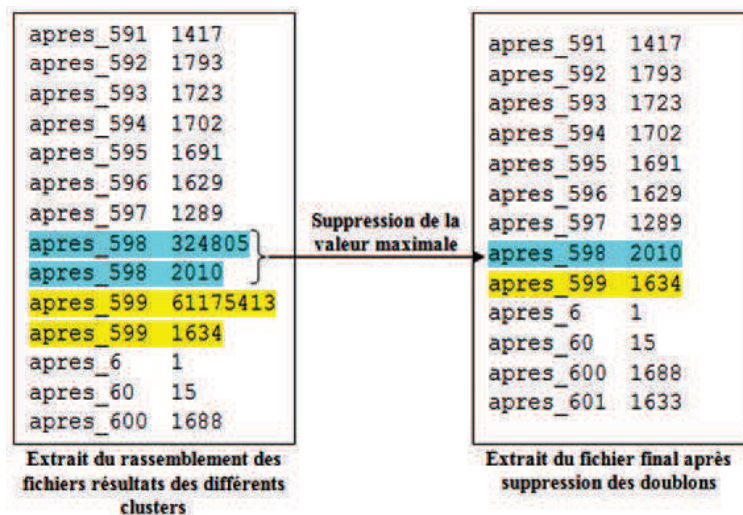 apres_591 1417
apres_592 1793
apres_593 1723
apres_594 1702
apres_595 1691
apres_596 1629
apres_597 1289
apres_598 324805
apres_598 2010
apres_599 61175413
apres_599 1634
apres_6 1
apres_60 15
apres_600 1688
Extrait du rassemblement des
fichiers résultats des différents
clusters
Suppression de la
valeur maximale
apres_591 1417
apres_592 1793
apres_593 1723
apres_594 1702
apres_595 1691
apres_596 1629
apres_597 1289
apres_598 2010
apres_599 1634
apres_6 1
apres_60 15
apres_600 1688
apres_601 1633
Extrait du fichier final après
suppression des doublons